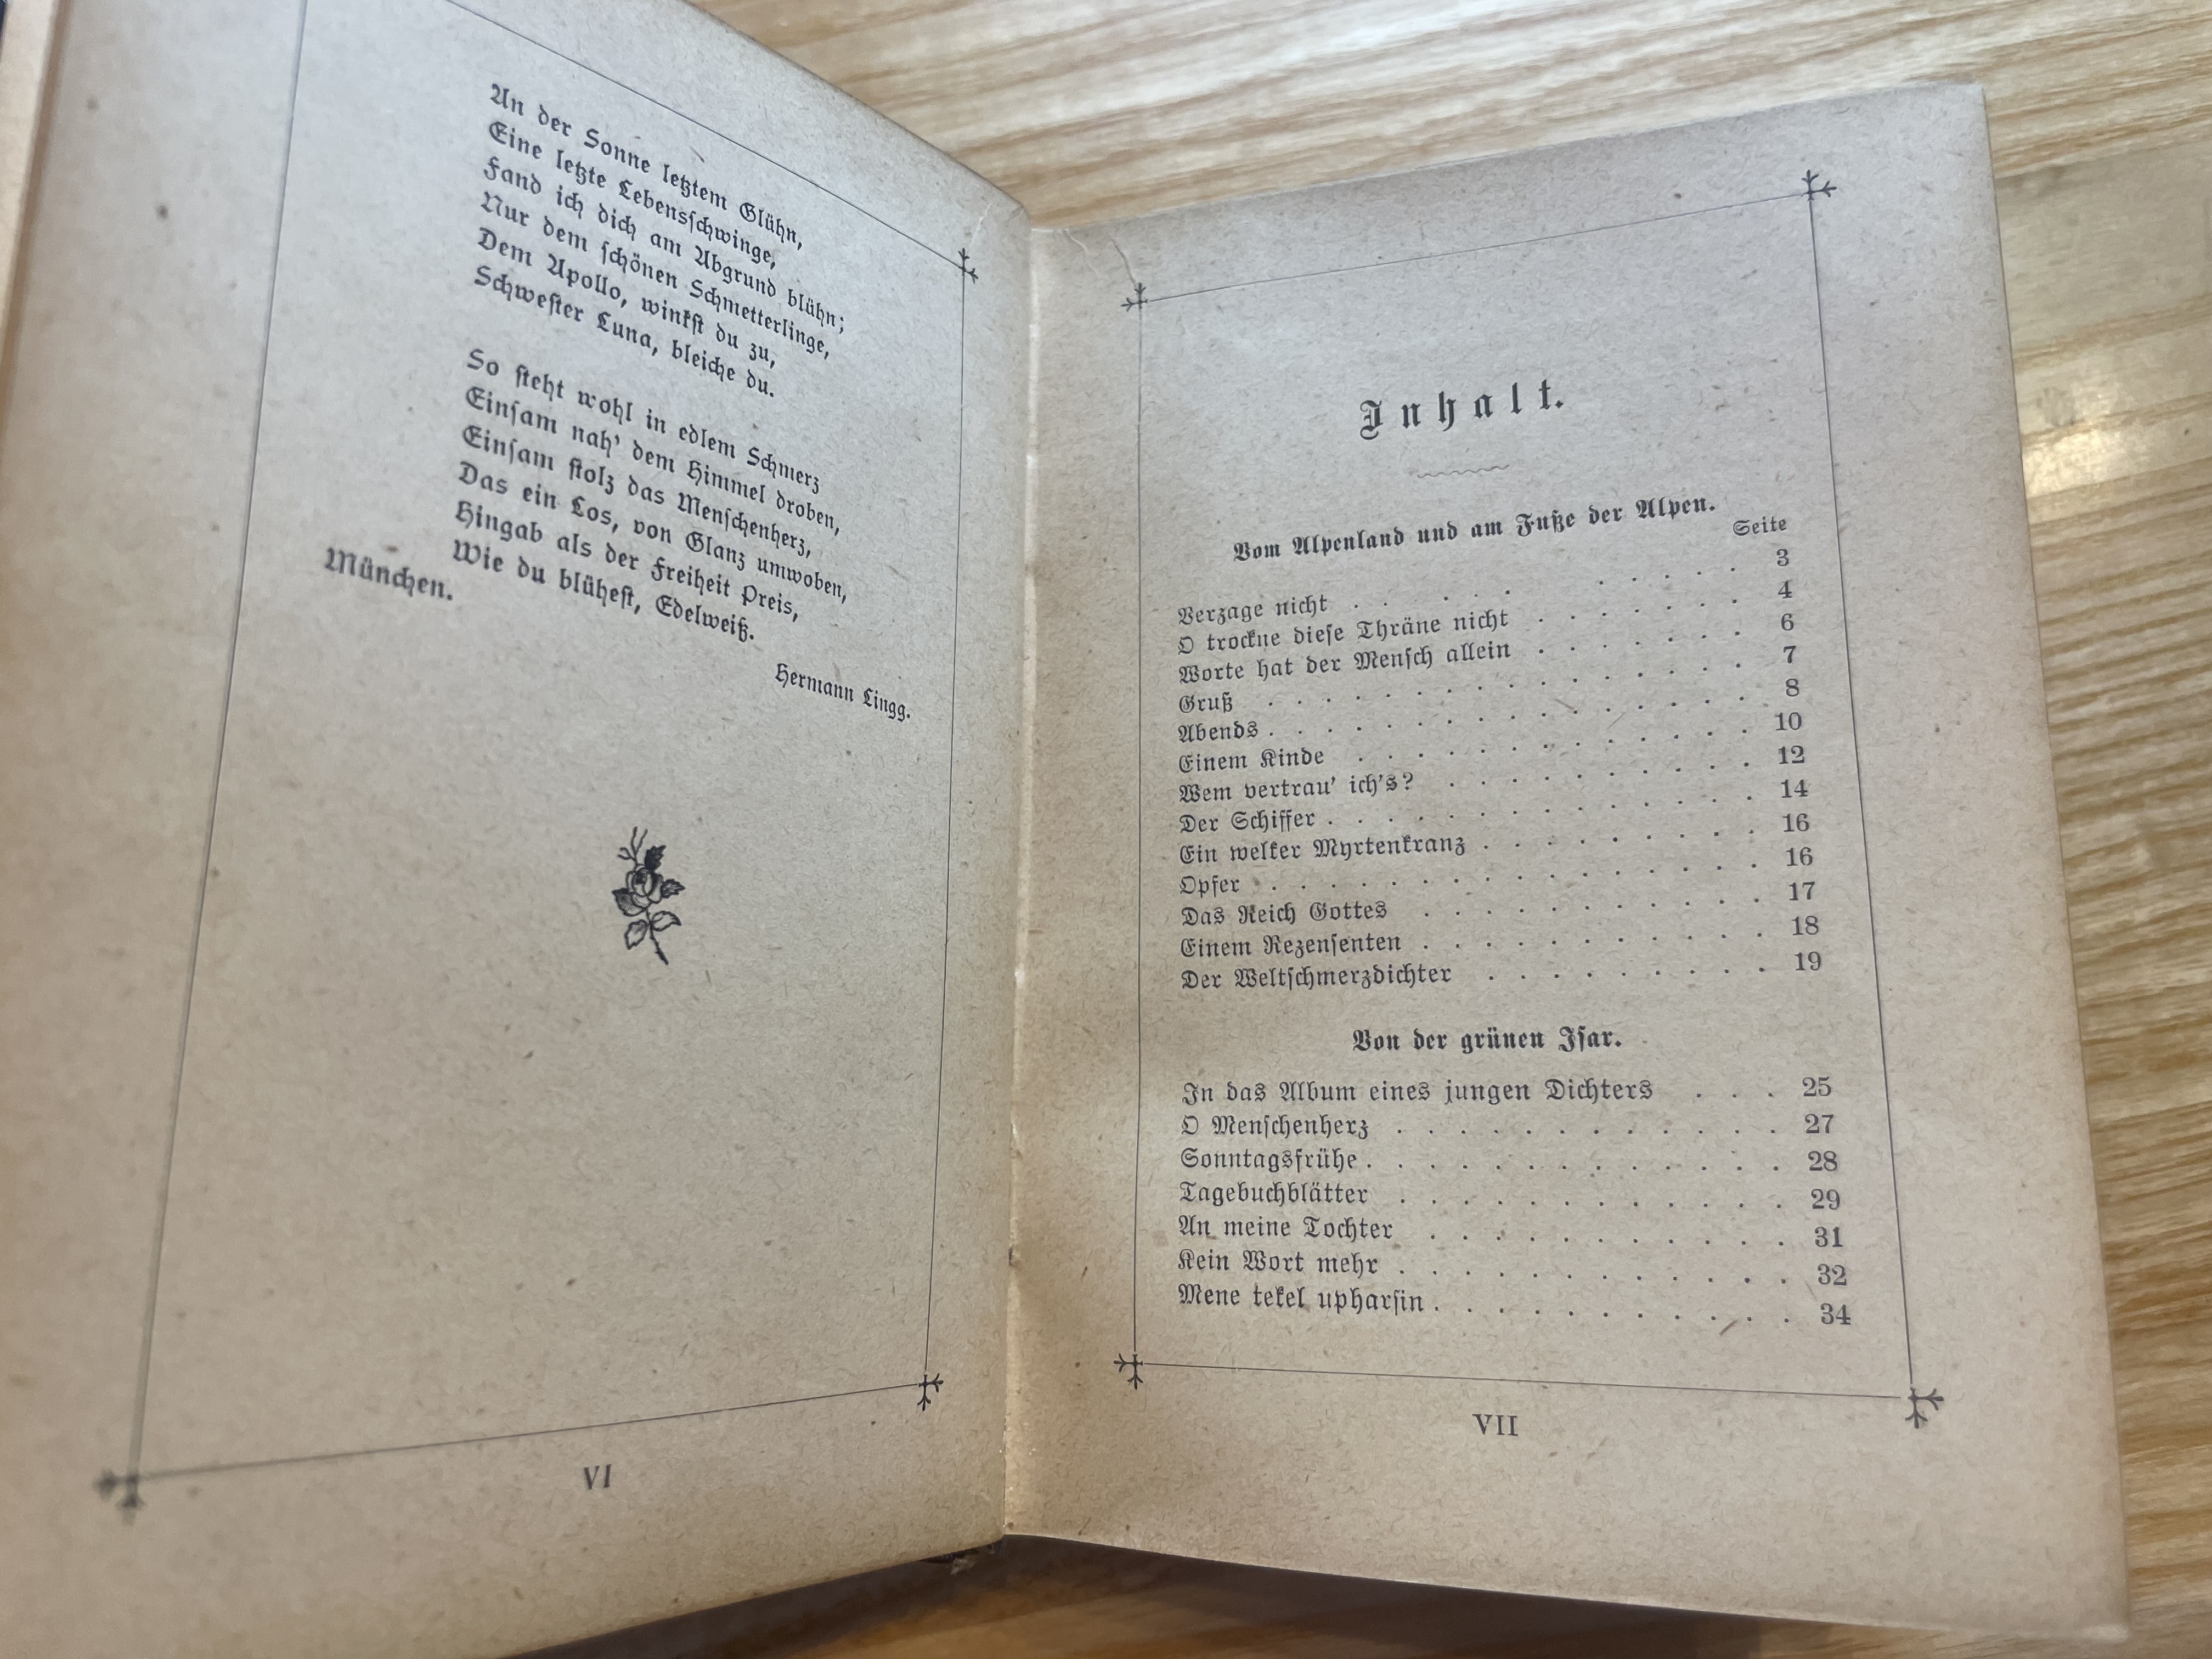 An der Sonne letztem Glühn,
Eine letzte Lebensschwinge,
Fand ich dich am Abgrund blühn;
Nur dem schönen Schmetterlinge,
Dem Apollo, winkst du zu,
Schwester Luna, bleiche du.
So steht wohl in edlem Schmerz
Einsam nah' dem Himmel droben,
Einsam stolz das Menschenherz,
Das ein Los, von Glanz umwoben,
Hingab als der Freiheit Preis,
Wie du blühest, Edelweiß.
München.
Hermann Lingg.
VI
Inhalt.
Vom Alpenland und am Fuße der Alpen.
Seite
Verzage nicht . . . . . . . . . 3
O trockne diese Thräne nicht . . . . . . . 4
Worte hat der Mensch allein . . . . . . . 6
Gruß . . . . . . . . . . . . . 7
Abends . . . . . . . . . . . . . 8
Einem Kinde . . . . . . . . . . . 10
Wem vertrau' ich's? . . . . . . . . . 12
Der Schiffer . . . . . . . . . . . 14
Ein welker Myrtenkranz . . . . . . . . 16
Opfer . . . . . . . . . . . . . 16
Das Reich Gottes . . . . . . . . . . 17
Einem Rezensenten . . . . . . . . . . 18
Der Weltschmerzdichter . . . . . . . . 19
Von der grünen Isar.
In das Album eines jungen Dichters . . . 25
O Menschenherz . . . . . . . . . . . 27
Sonntagsfrühe . . . . . . . . . . . 28
Tagebuchblätter . . . . . . . . . . . 29
An meine Tochter . . . . . . . . . . 31
Kein Wort mehr . . . . . . . . . . . 32
Mene tekel upharsin . . . . . . . . . . 34
VII